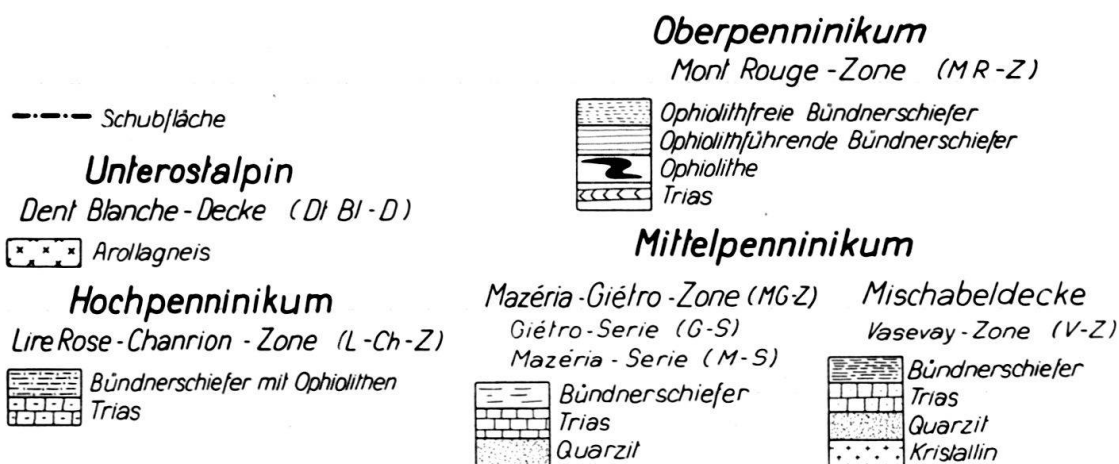 Schubfläche
Unterostalpin
Dent Blanche-Decke (Dt Bl-D)
Arollagneis
Hochpenninikum
Lire Rose-Chanrion-Zone (L-Ch-Z)
Bündnerschiefer mit Ophiolithen
Trias
Oberpenninikum
Mont Rouge-Zone (MR-Z)
Ophiolithfreie Bündnerschiefer
Ophiolithführende Bündnerschiefer
Ophiolithe
Trias
Mittelpenninikum
Mazéria-Giétro-Zone (MG-Z)
Giétro-Serie (G-S)
Mazéria-Serie (M-S)
Bündnerschiefer
Trias
Quarzit
Mischabeldecke
Vasevay-Zone (V-Z)
Bündnerschiefer
Trias
Quarzit
Kristallin